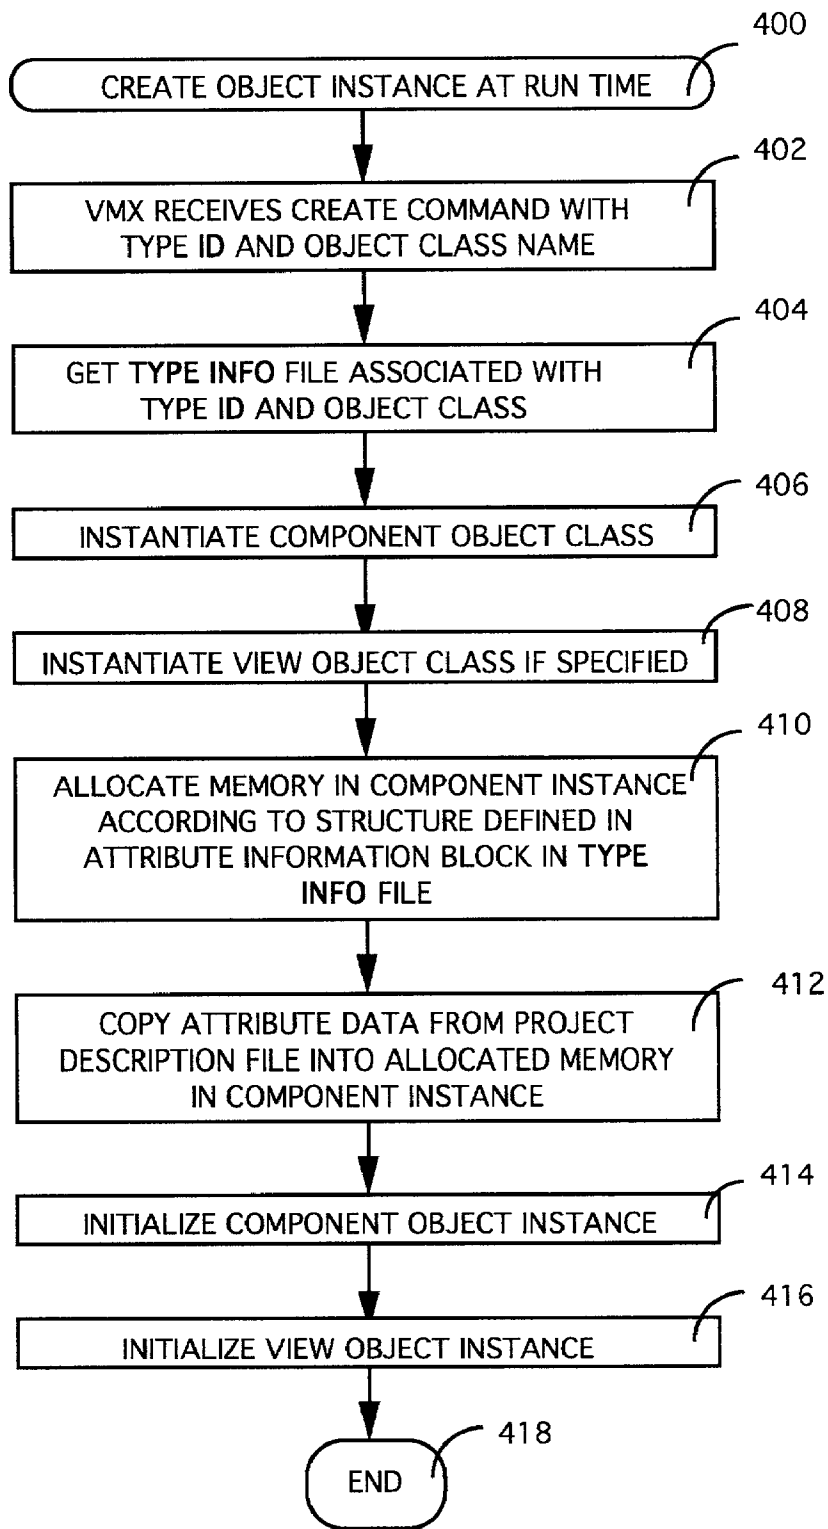 400
CREATE OBJECT INSTANCE AT RUN TIME
402
VMX RECEIVES CREATE COMMAND WITH
TYPE ID AND OBJECT CLASS NAME
404
GET TYPE INFO FILE ASSOCIATED WITH
TYPE ID AND OBJECT CLASS
406
INSTANTIATE COMPONENT OBJECT CLASS
408
INSTANTIATE VIEW OBJECT CLASS IF SPECIFIED
410
ALLOCATE MEMORY IN COMPONENT INSTANCE
ACCORDING TO STRUCTURE DEFINED IN
ATTRIBUTE INFORMATION BLOCK IN TYPE
INFO FILE
412
COPY ATTRIBUTE DATA FROM PROJECT
DESCRIPTION FILE INTO ALLOCATED MEMORY
IN COMPONENT INSTANCE
414
INITIALIZE COMPONENT OBJECT INSTANCE
416
INITIALIZE VIEW OBJECT INSTANCE
418
END